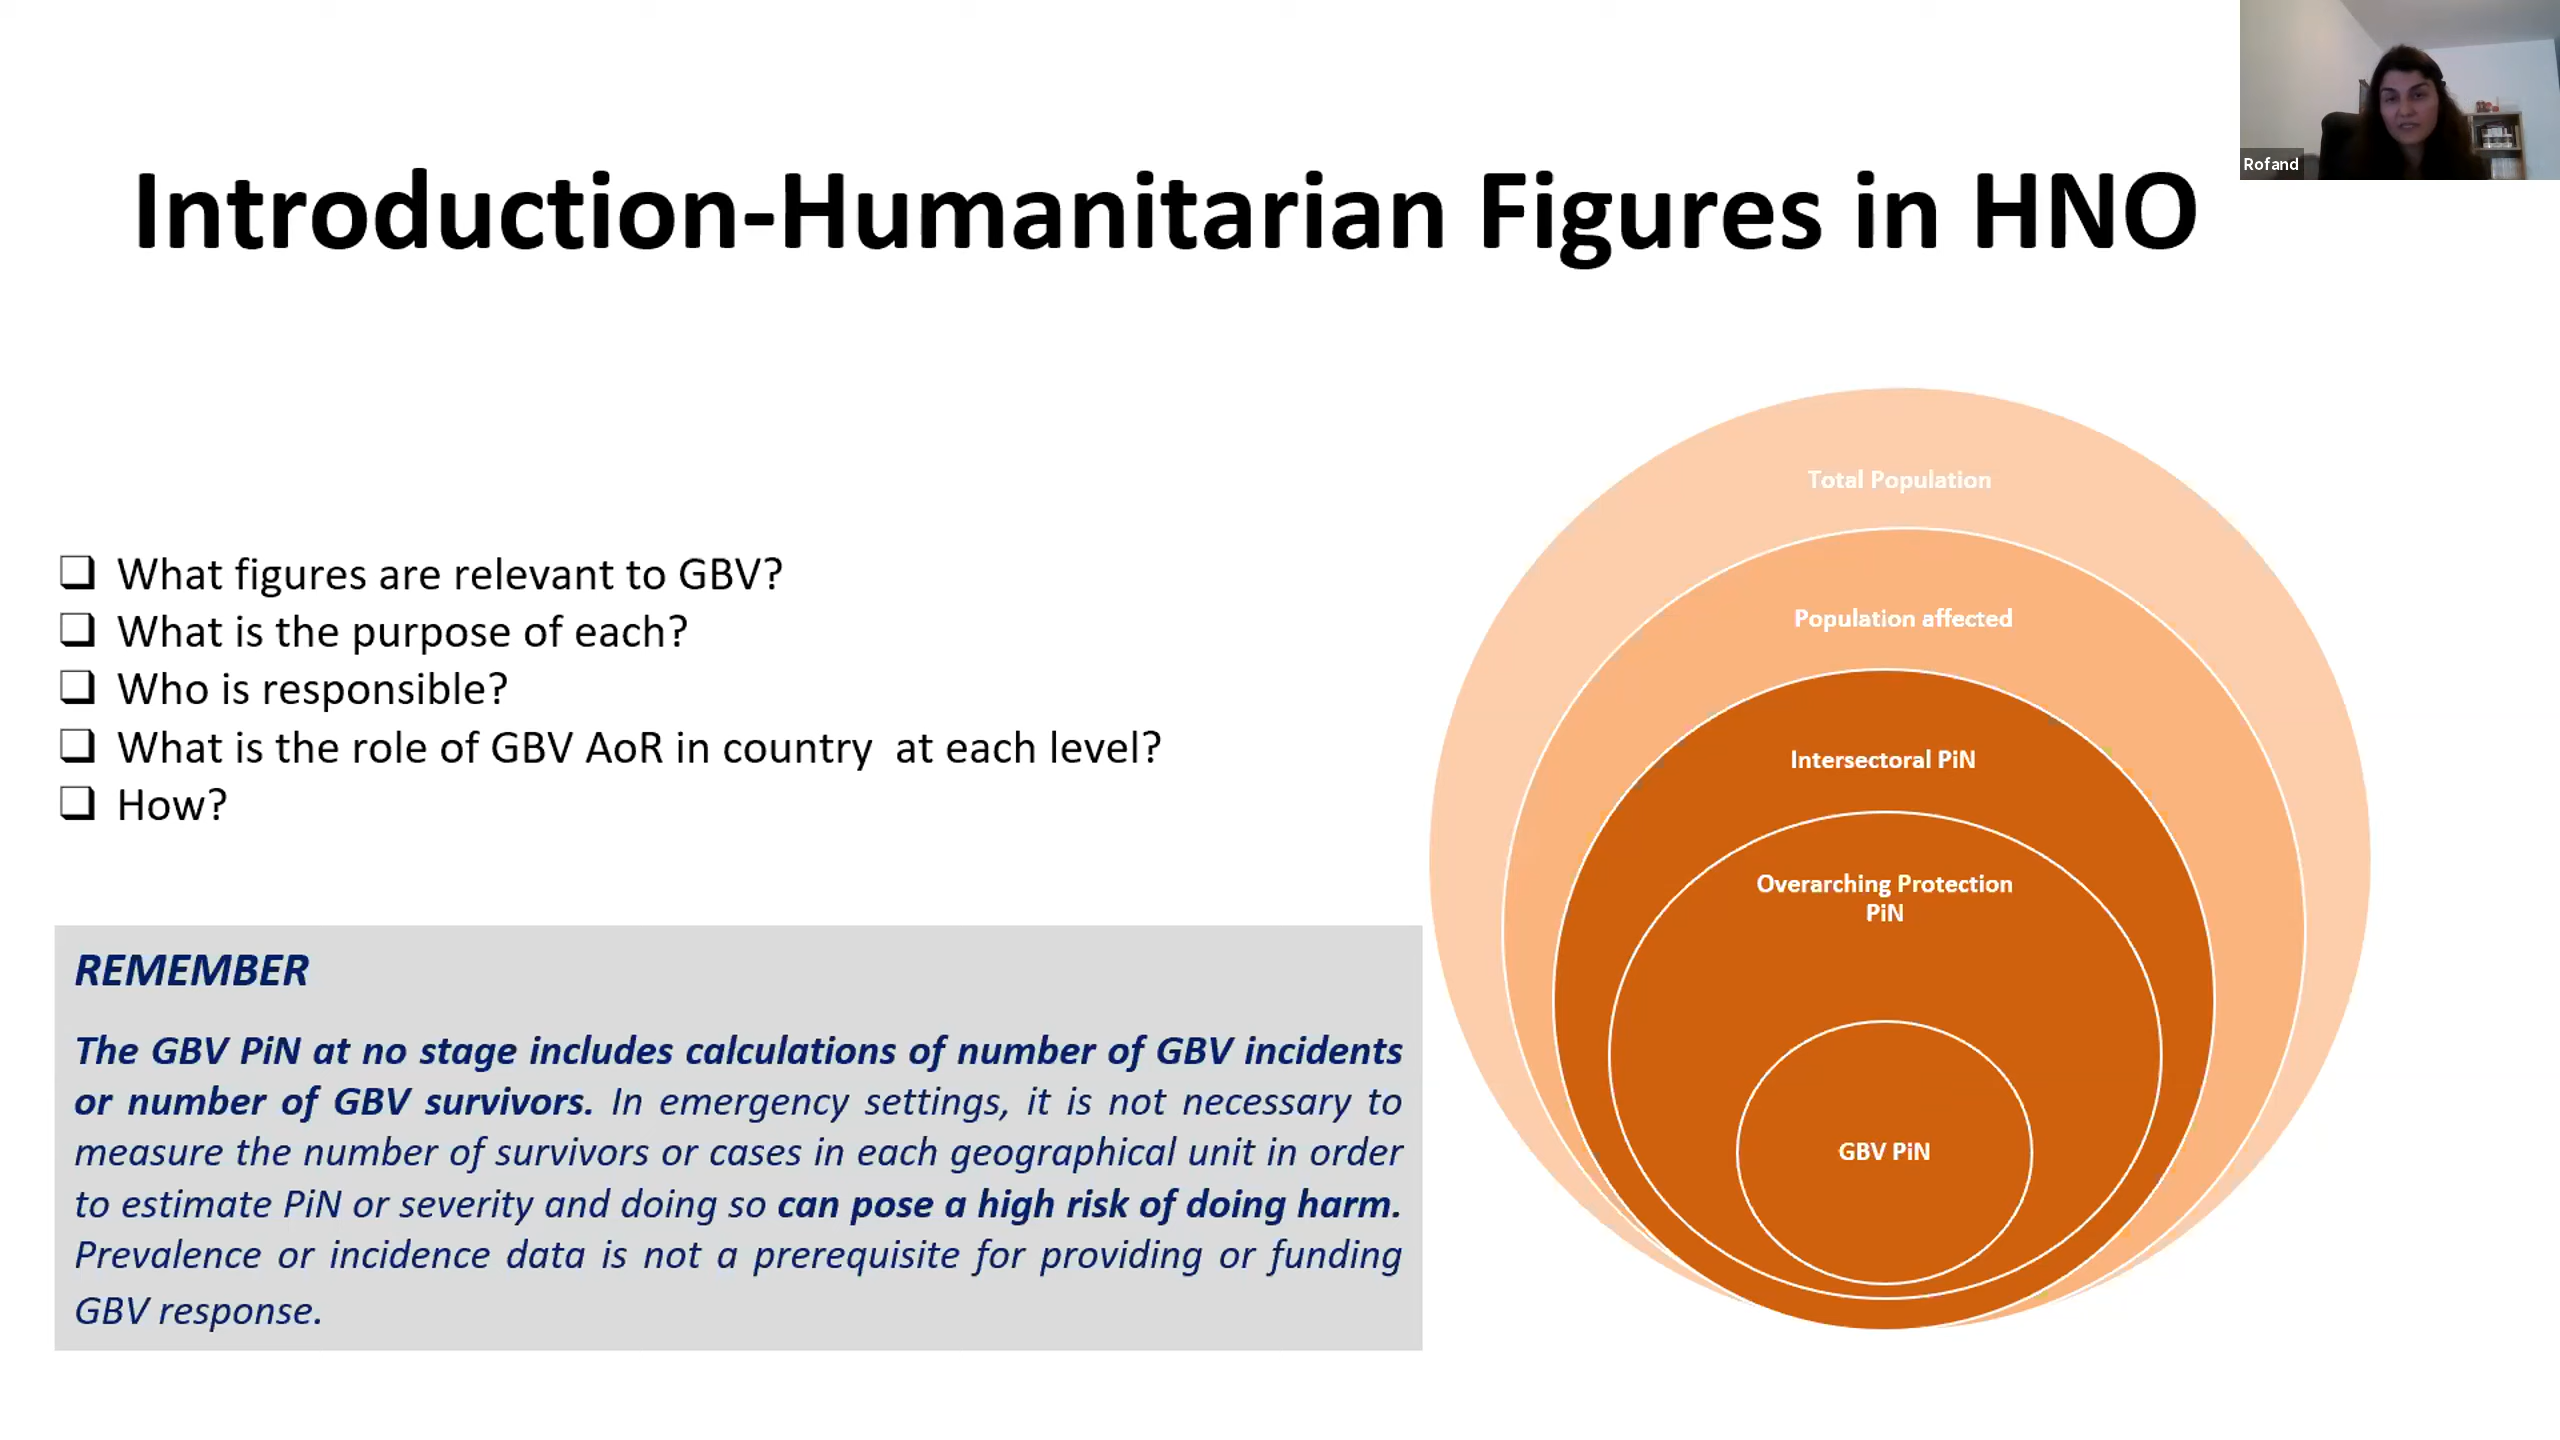 Rofand
Introduction-Humanitarian Figures in HNO
❑ What figures are relevant to GBV?
❑ What is the purpose of each?
❑ Who is responsible?
❑ What is the role of GBV AoR in country  at each level?
❑ How?
REMEMBER
The GBV PiN at no stage includes calculations of number of GBV incidents
or number of GBV survivors. In emergency settings, it is not necessary to
measure the number of survivors or cases in each geographical unit in order
to estimate PiN or severity and doing so can pose a high risk of doing harm.
Prevalence or incidence data is not a prerequisite for providing or funding
GBV response.
Total Population
Population affected
Intersectoral PiN
Overarching Protection
PiN
GBV PiN